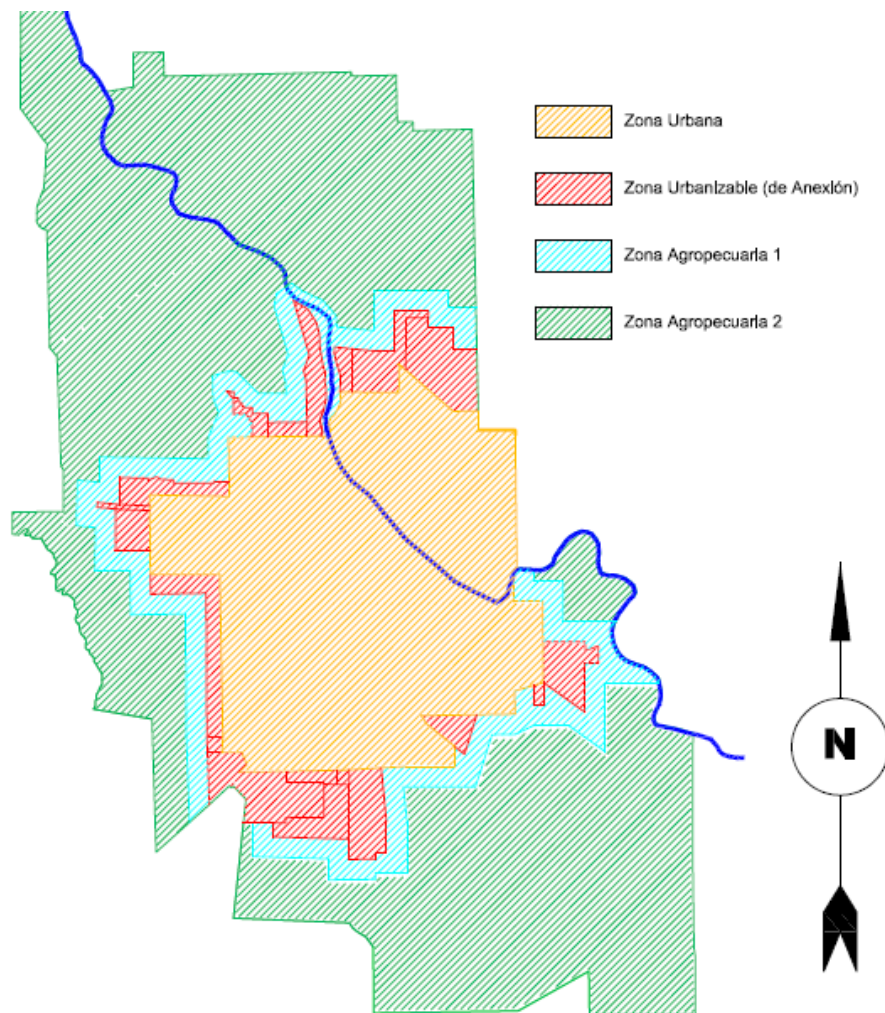 Zona Urbana
Zona Urbanizable (de Anexión)
Zona Agropecuaria 1
Zona Agropecuaria 2
N